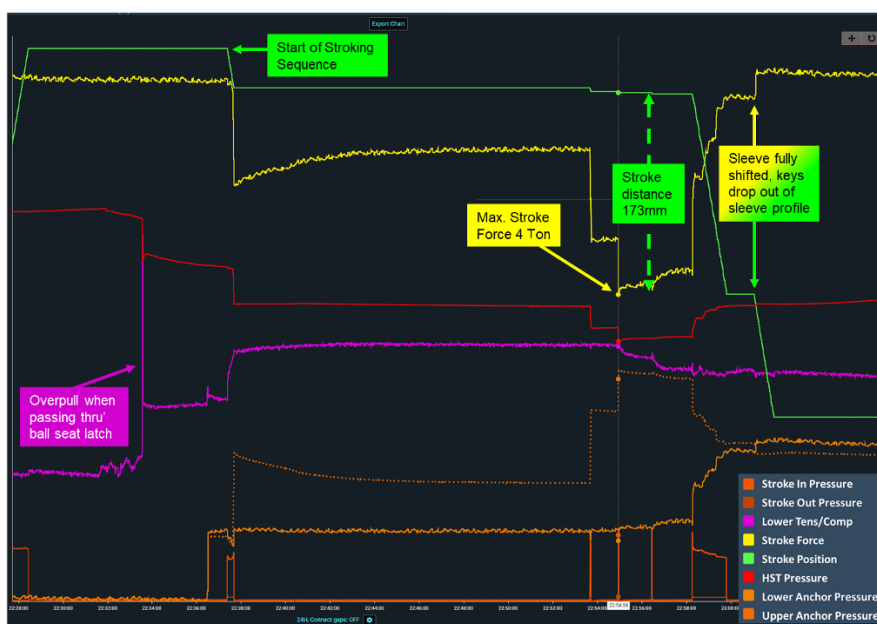 Export Chart
Start of Stroking
Sequence
Sleeve fully
shifted, keys
drop out of
sleeve profile
Stroke
distance
173mm
Max. Stroke
Force 4 Ton
Overpull when
passing thru'
ball seat latch
Stroke In Pressure
Stroke Out Pressure
Lower Tens/Comp
Stroke Force
Stroke Position
HST Pressure
Lower Anchor Pressure
Upper Anchor Pressure
22:28:00 22:30:00 22:32:00 22:34:00 22:36:00 22:38:00 22:40:00 22:42:00 22:44:00 22:46:00 22:48:00 22:50:00 22:52:00 22:54:00 22:54:56 22:56:00 22:58:00 23:00:00
24H, Connect gaps: OFF